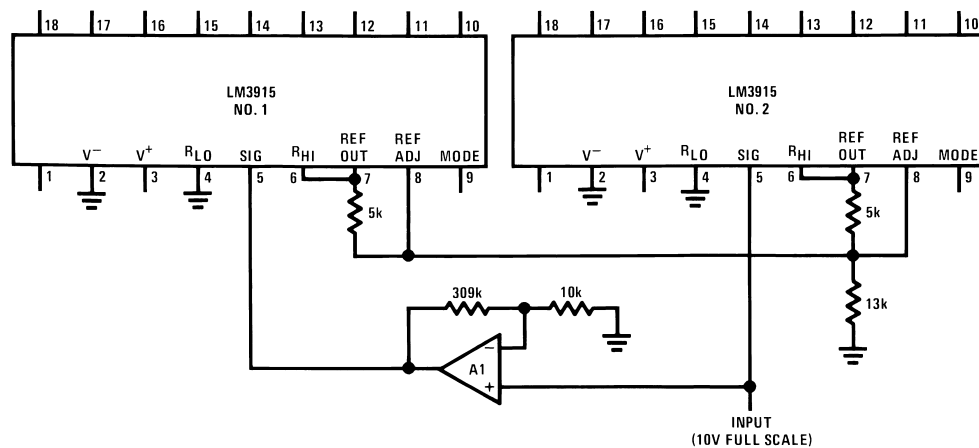 18 17 16 15 14 13 12 11 10
18 17 16 15 14 13 12 11 10
LM3915
NO. 1
LM3915
NO. 2
V− V+ RLO SIG RHI REF OUT REF ADJ MODE
V− V+ RLO SIG RHI REF OUT REF ADJ MODE
1 2 3 4 5 6 7 8 9
1 2 3 4 5 6 7 8 9
5k
5k
309k
10k
13k
−
A1
+
INPUT
(10V FULL SCALE)